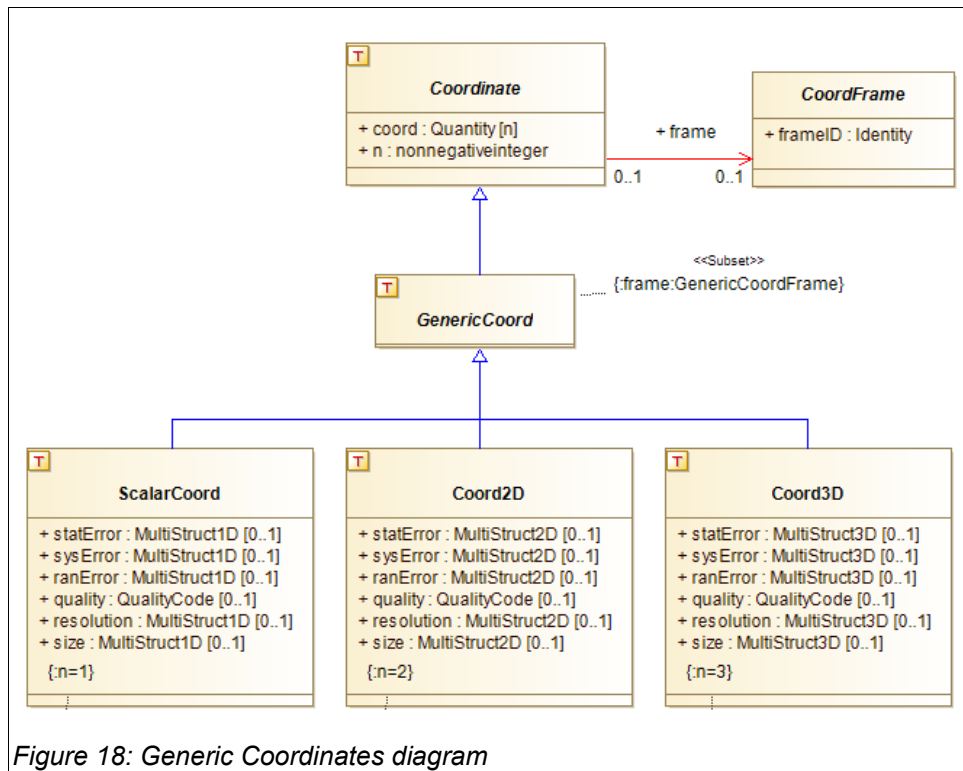 T
Coordinate
+ coord : Quantity [n]
+ n : nonnegativeinteger
+ frame
0..1
0..1
CoordFrame
+ frameID : Identity
T
GenericCoord
<<Subset>>
{:frame:GenericCoordFrame}
T
ScalarCoord
+ statError : MultiStruct1D [0..1]
+ sysError : MultiStruct1D [0..1]
+ ranError : MultiStruct1D [0..1]
+ quality : QualityCode [0..1]
+ resolution : MultiStruct1D [0..1]
+ size : MultiStruct1D [0..1]
{:n=1}
T
Coord2D
+ statError : MultiStruct2D [0..1]
+ sysError : MultiStruct2D [0..1]
+ ranError : MultiStruct2D [0..1]
+ quality : QualityCode [0..1]
+ resolution : MultiStruct2D [0..1]
+ size : MultiStruct2D [0..1]
{:n=2}
T
Coord3D
+ statError : MultiStruct3D [0..1]
+ sysError : MultiStruct3D [0..1]
+ ranError : MultiStruct3D [0..1]
+ quality : QualityCode [0..1]
+ resolution : MultiStruct3D [0..1]
+ size : MultiStruct3D [0..1]
{:n=3}
Figure 18: Generic Coordinates diagram